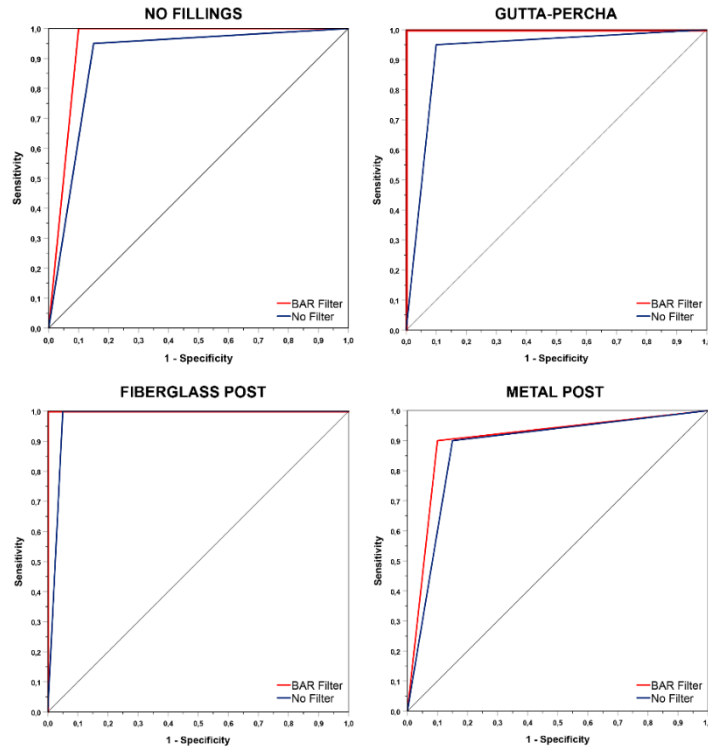 NO FILLINGS
1,0
0,9
0,8
0,7
0,6
0,5
0,4
0,3
0,2
0,1
0,0
Sensitivity
BAR Filter
No Filter
0,0 0,1 0,2 0,3 0,4 0,5 0,6 0,7 0,8 0,9 1,0
1 - Specificity
GUTTA-PERCHA
1,0
0,9
0,8
0,7
0,6
0,5
0,4
0,3
0,2
0,1
0,0
Sensitivity
BAR Filter
No Filter
0,0 0,1 0,2 0,3 0,4 0,5 0,6 0,7 0,8 0,9 1,0
1 - Specificity
FIBERGLASS POST
1,0
0,9
0,8
0,7
0,6
0,5
0,4
0,3
0,2
0,1
0,0
Sensitivity
BAR Filter
No Filter
0,0 0,1 0,2 0,3 0,4 0,5 0,6 0,7 0,8 0,9 1,0
1 - Specificity
METAL POST
1,0
0,9
0,8
0,7
0,6
0,5
0,4
0,3
0,2
0,1
0,0
Sensitivity
BAR Filter
No Filter
0,0 0,1 0,2 0,3 0,4 0,5 0,6 0,7 0,8 0,9 1,0
1 - Specificity